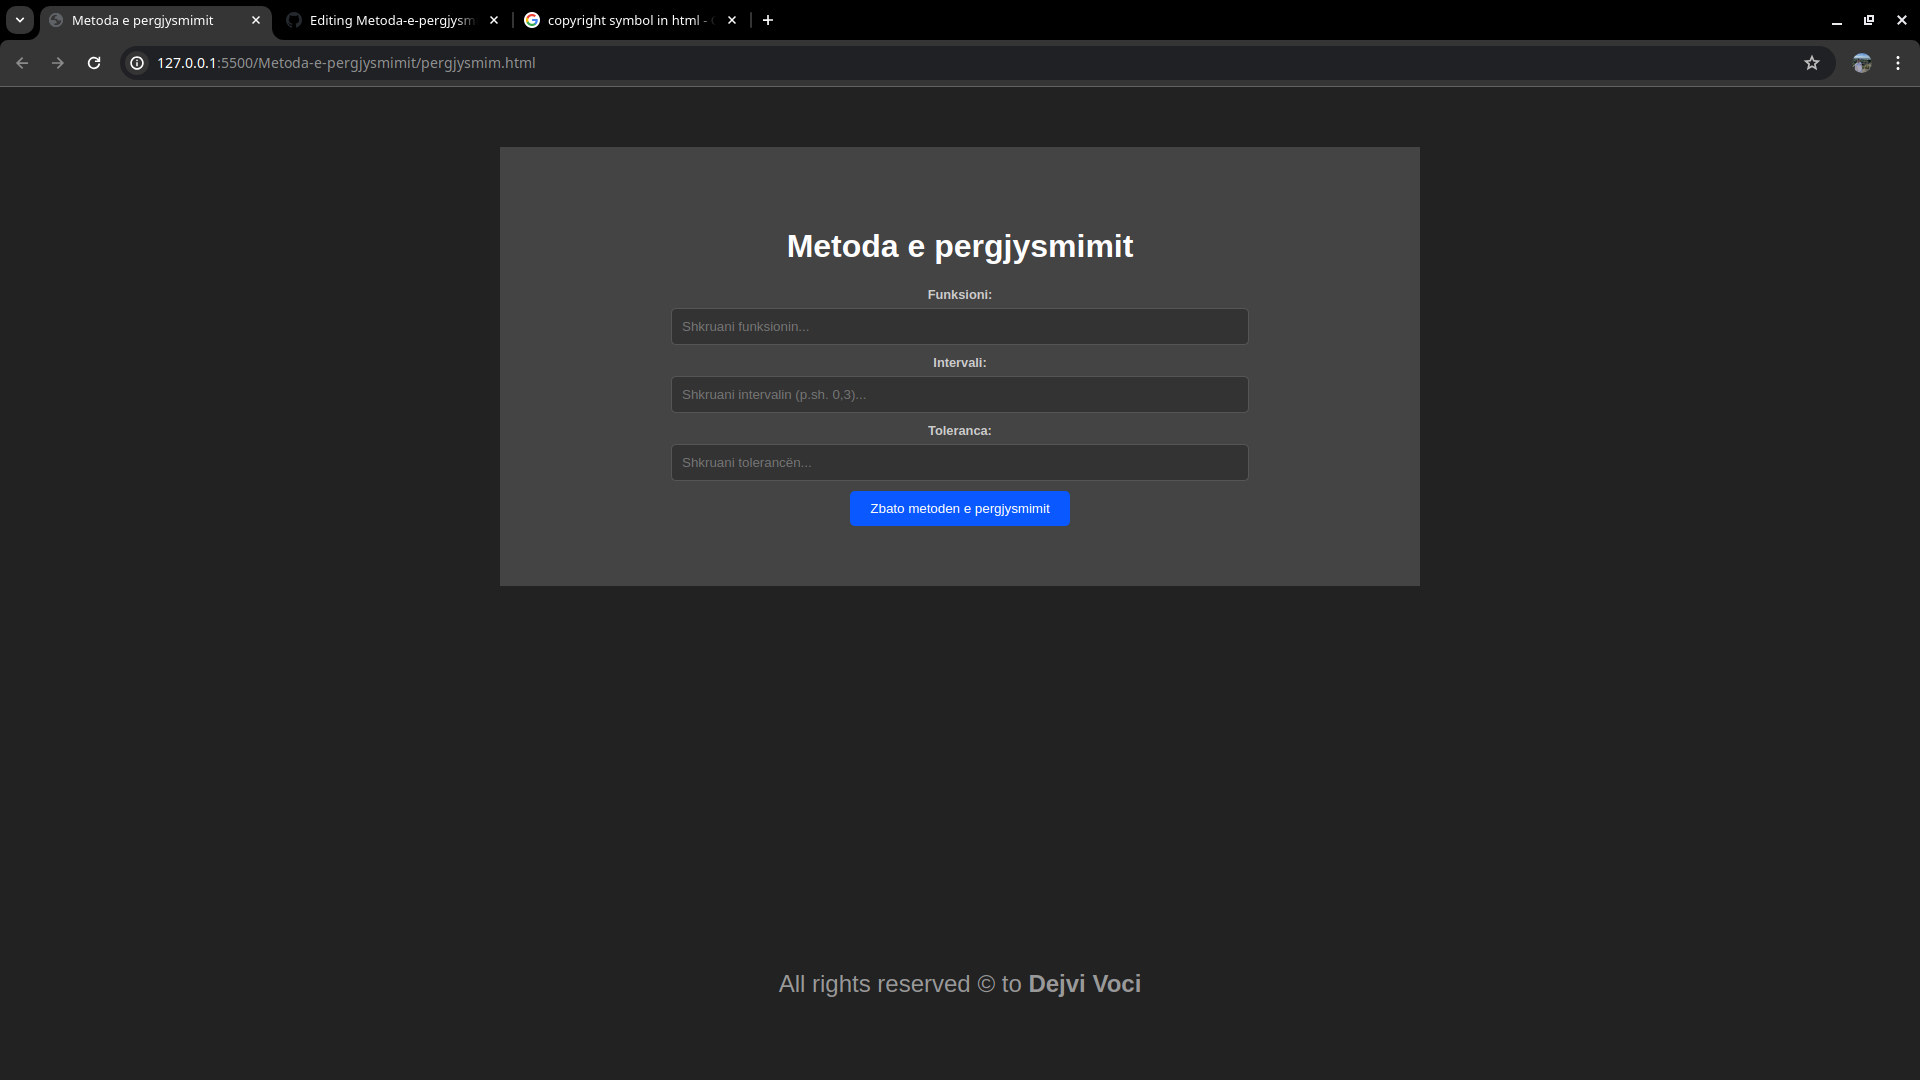 Metoda e pergjysmimit
Editing Metoda-e-pergjysm
copyright symbol in html -
127.0.0.1:5500/Metoda-e-pergjysmimit/pergjysmim.html
Metoda e pergjysmimit
Funksioni:
Shkruani funksionin...
Intervali:
Shkruani intervalin (p.sh. 0,3)...
Toleranca:
Shkruani tolerancën...
Zbato metoden e pergjysmimit
All rights reserved © to Dejvi Voci